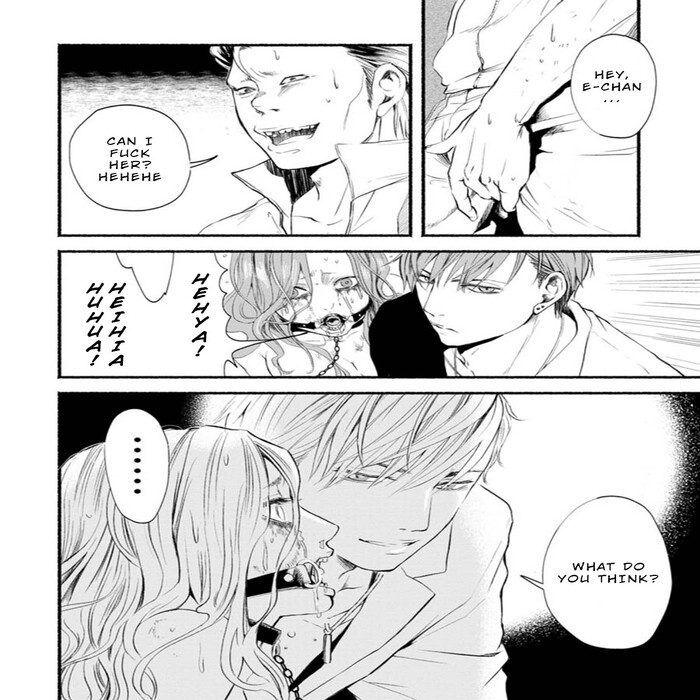 HEY,
E-CHAN
...
CAN I
FUCK
HER?
HEHEHE
HEHYA!
HEIHIA
HUHUA!
......
WHAT DO
YOU THINK?